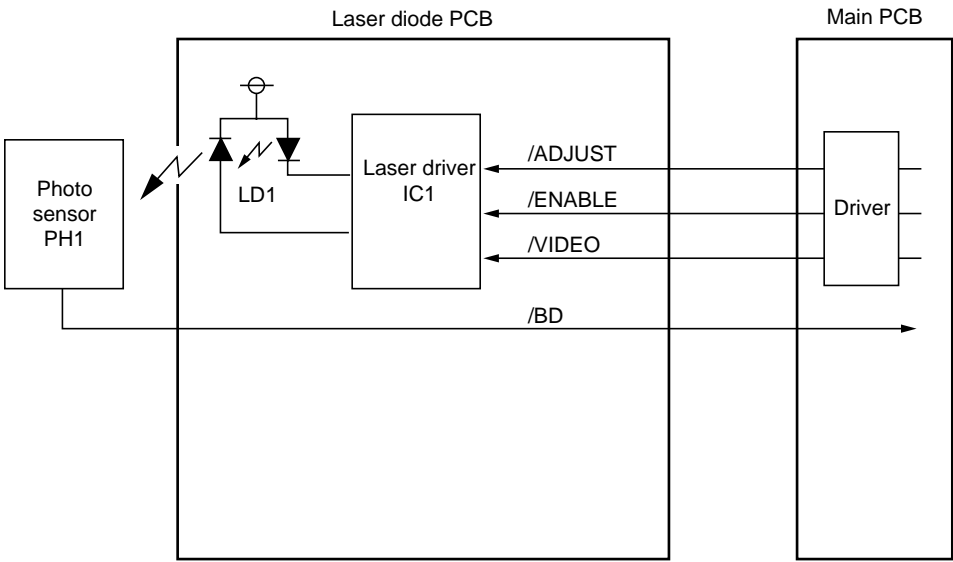 Laser diode PCB
Main PCB
Photo
sensor
PH1
LD1
Laser driver
IC1
/ADJUST
/ENABLE
/VIDEO
Driver
/BD